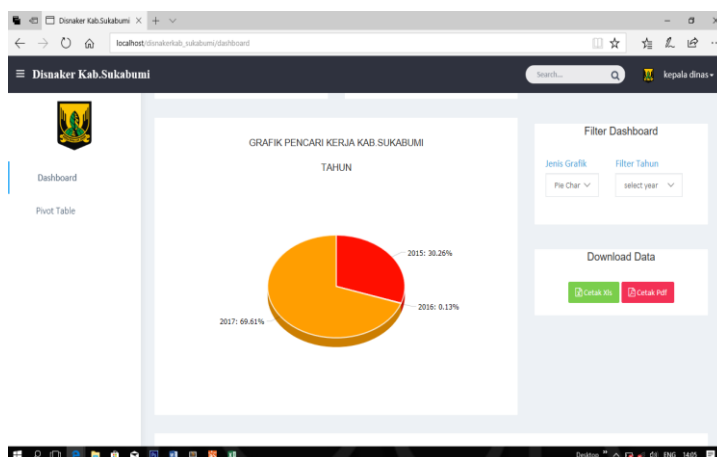 Disnaker Kab.Sukabumi
localhost/disnakerkab_sukabumi/dashboard
Disnaker Kab.Sukabumi
Search...
kepala dinas
Dashboard
Pivot Table
GRAFIK PENCARI KERJA KAB.SUKABUMI
TAHUN
2015: 30.26%
2016: 0.13%
2017: 69.61%
Filter Dashboard
Jenis Grafik Filter Tahun
Pie Char select year
Download Data
Cetak Xls Cetak Pdf
Desktop ENG 14:05